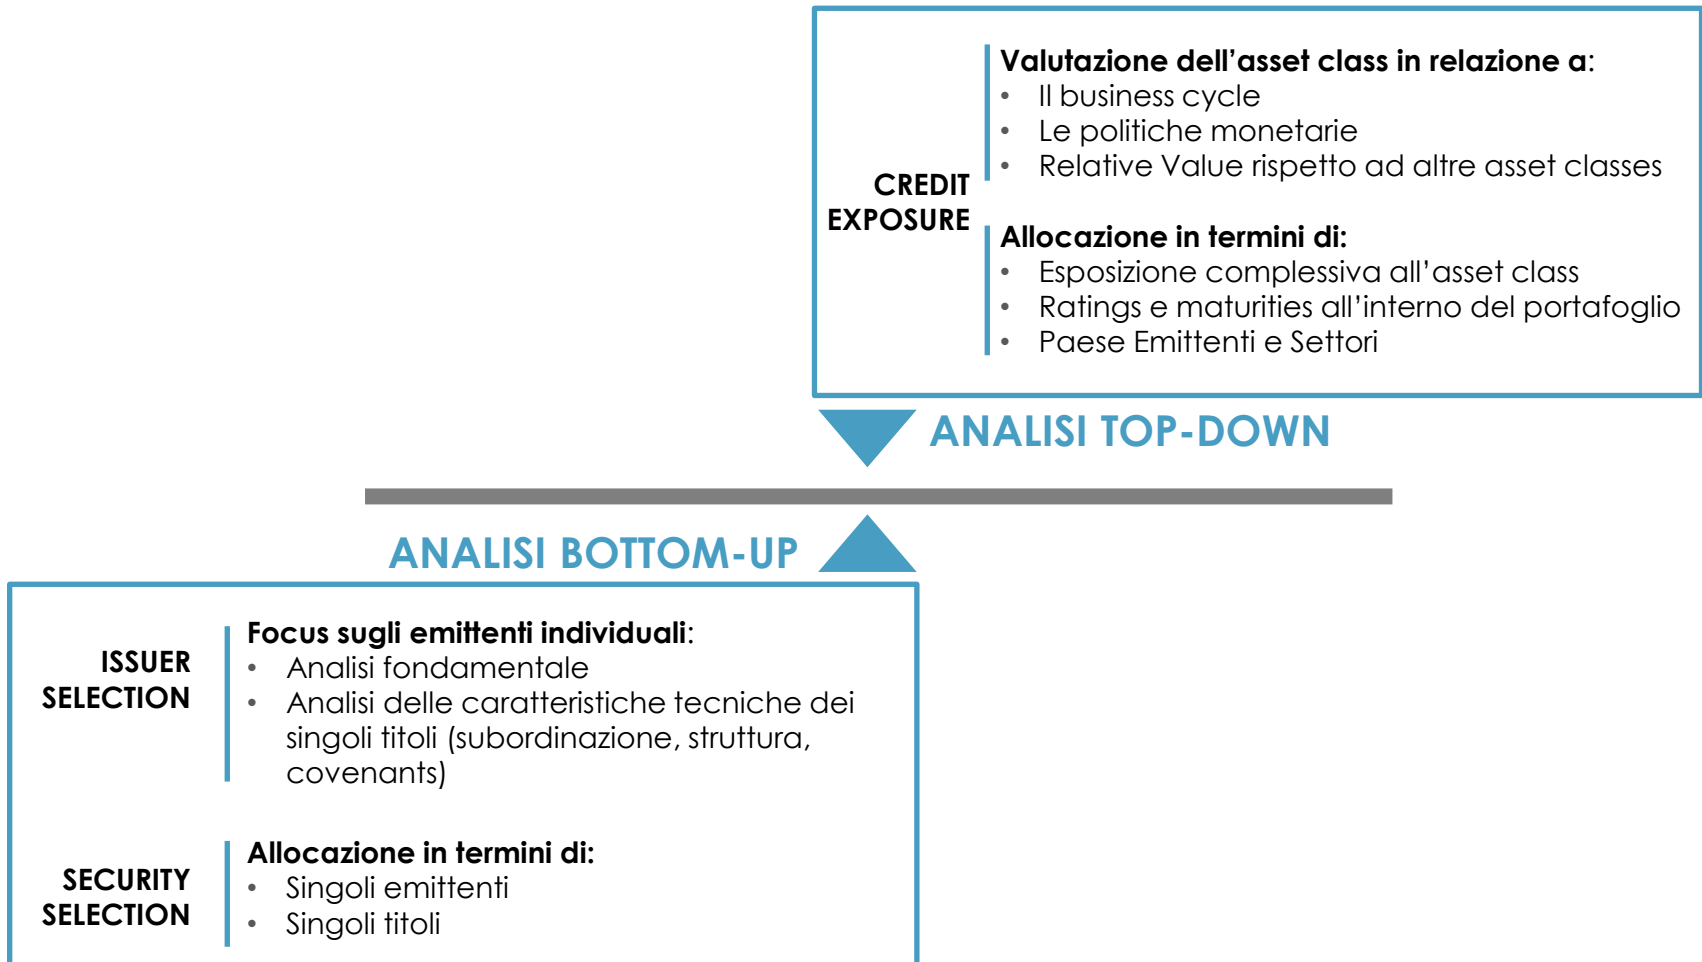 CREDIT
EXPOSURE
Valutazione dell’asset class in relazione a:
• Il business cycle
• Le politiche monetarie
• Relative Value rispetto ad altre asset classes
Allocazione in termini di:
• Esposizione complessiva all’asset class
• Ratings e maturities all’interno del portafoglio
• Paese Emittenti e Settori
ANALISI TOP-DOWN
ANALISI BOTTOM-UP
ISSUER
SELECTION
Focus sugli emittenti individuali:
• Analisi fondamentale
• Analisi delle caratteristiche tecniche dei
singoli titoli (subordinazione, struttura,
covenants)
SECURITY
SELECTION
Allocazione in termini di:
• Singoli emittenti
• Singoli titoli